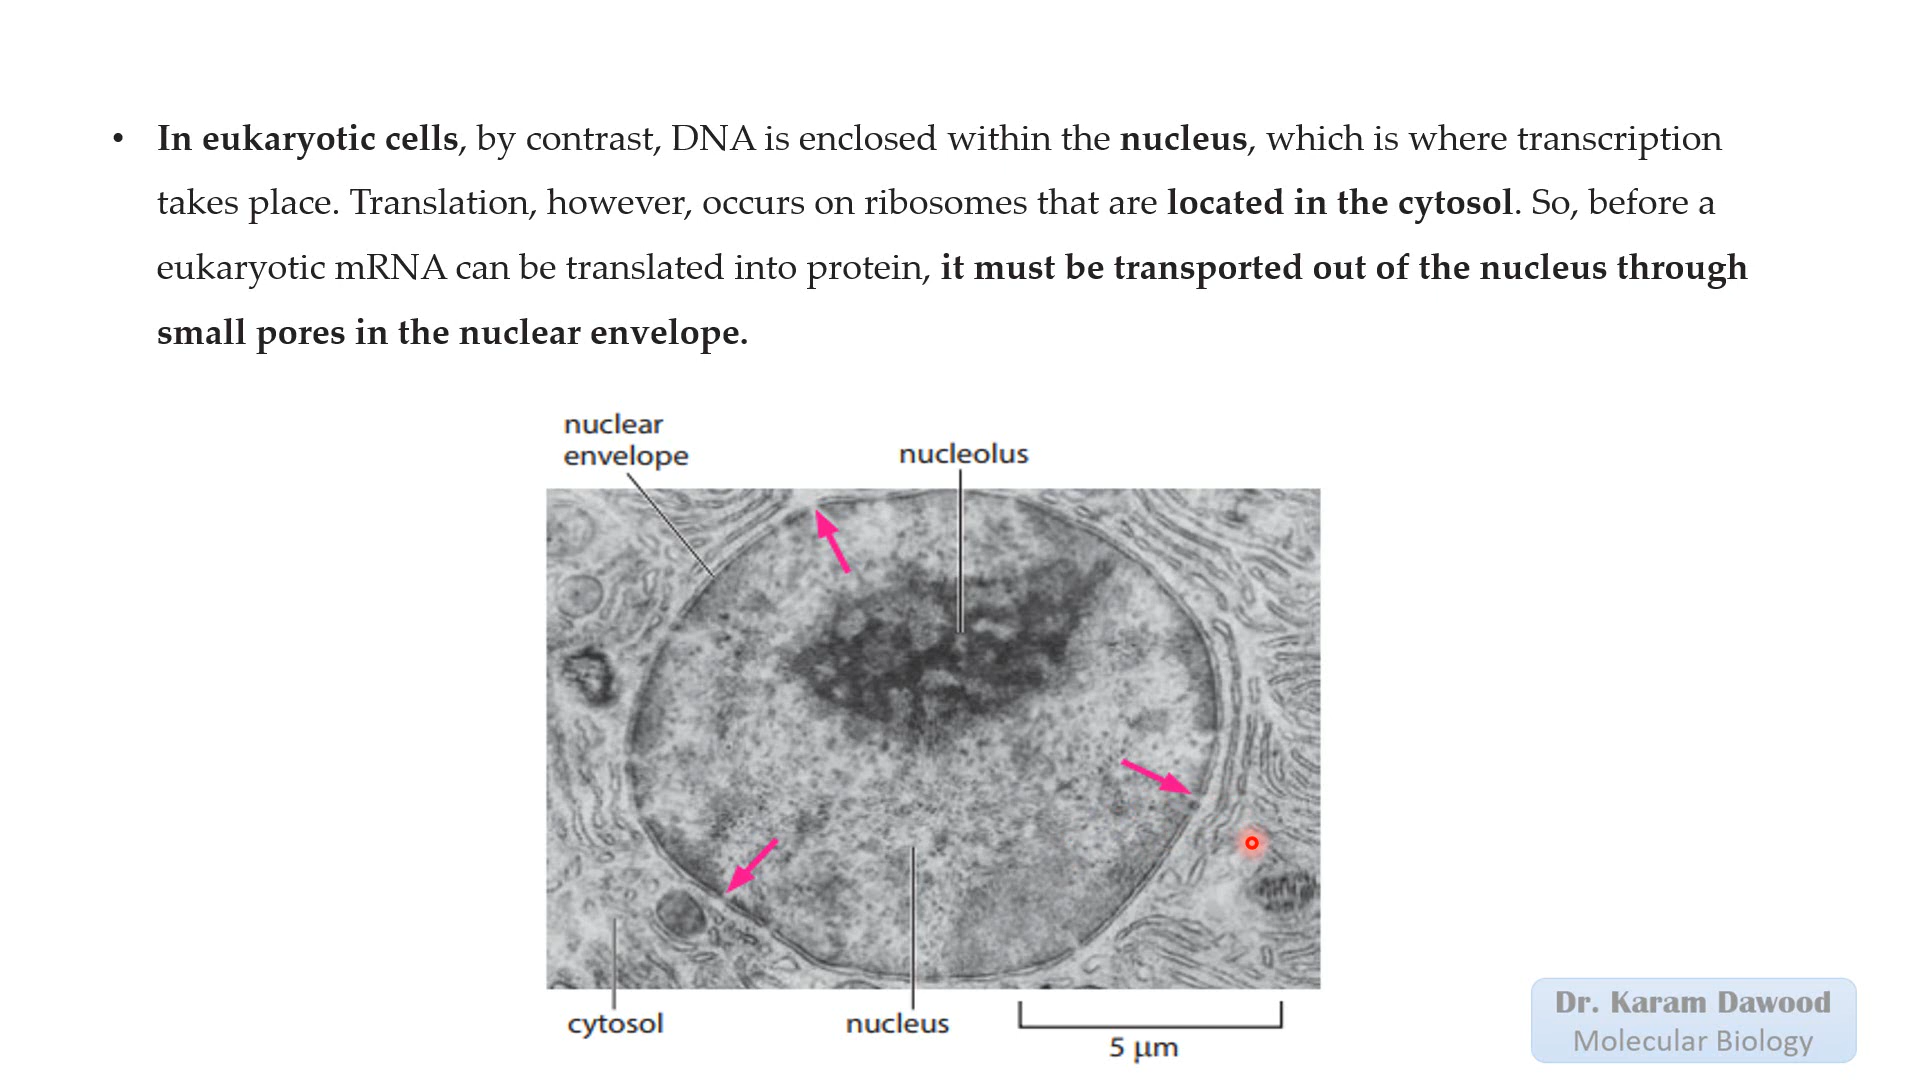 • In eukaryotic cells, by contrast, DNA is enclosed within the nucleus, which is where transcription
takes place. Translation, however, occurs on ribosomes that are located in the cytosol. So, before a
eukaryotic mRNA can be translated into protein, it must be transported out of the nucleus through
small pores in the nuclear envelope.
nuclear
envelope
nucleolus
cytosol
nucleus
5 μm
Dr. Karam Dawood
Molecular Biology